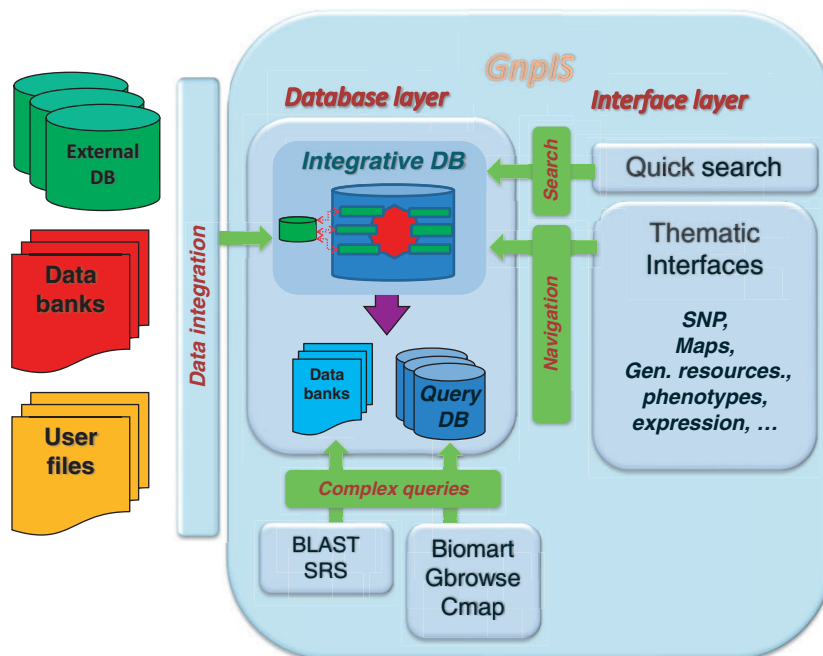 GnpIS
Database layer
Interface layer
External
DB
Data
banks
User
files
Data integration
Integrative DB
Search
Navigation
Quick search
Thematic
Interfaces
SNP,
Maps,
Gen. resources.,
phenotypes,
expression, ...
Data
banks
Query
DB
Complex queries
BLAST
SRS
Biomart
Gbrowse
Cmap